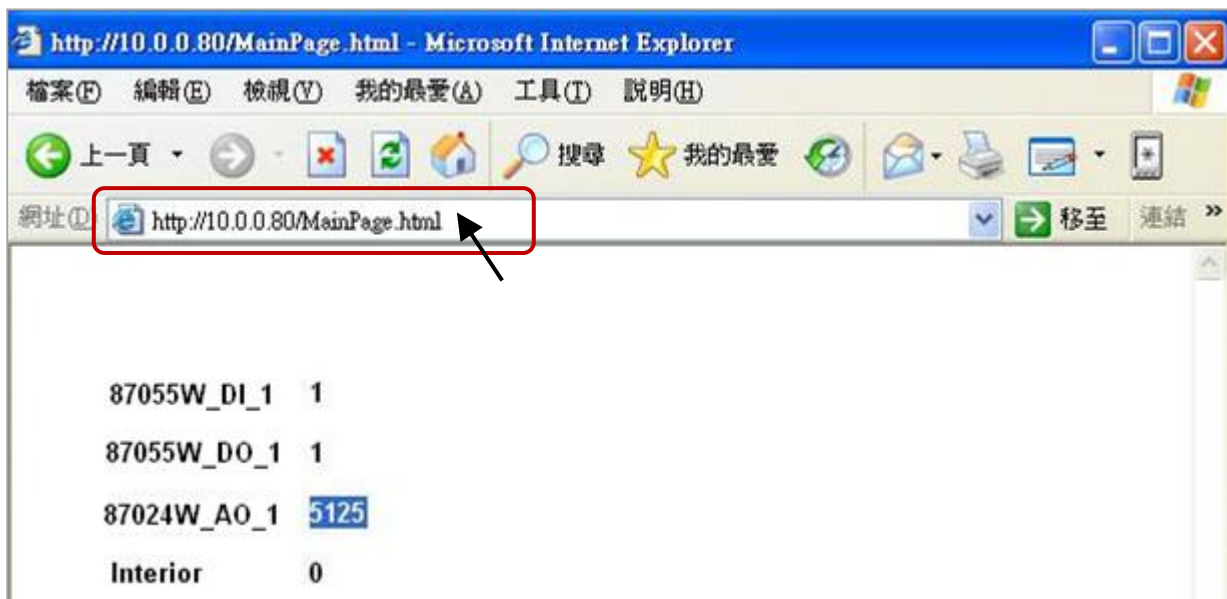 http://10.0.0.80/MainPage.html - Microsoft Internet Explorer
檔案(F) 編輯(E) 檢視(V) 我的最愛(A) 工具(T) 說明(H)
上一頁 搜尋 我的最愛
網址(D) http://10.0.0.80/MainPage.html 移至 連結 »
87055W_DI_1 1
87055W_DO_1 1
87024W_AO_1 5125
Interior 0